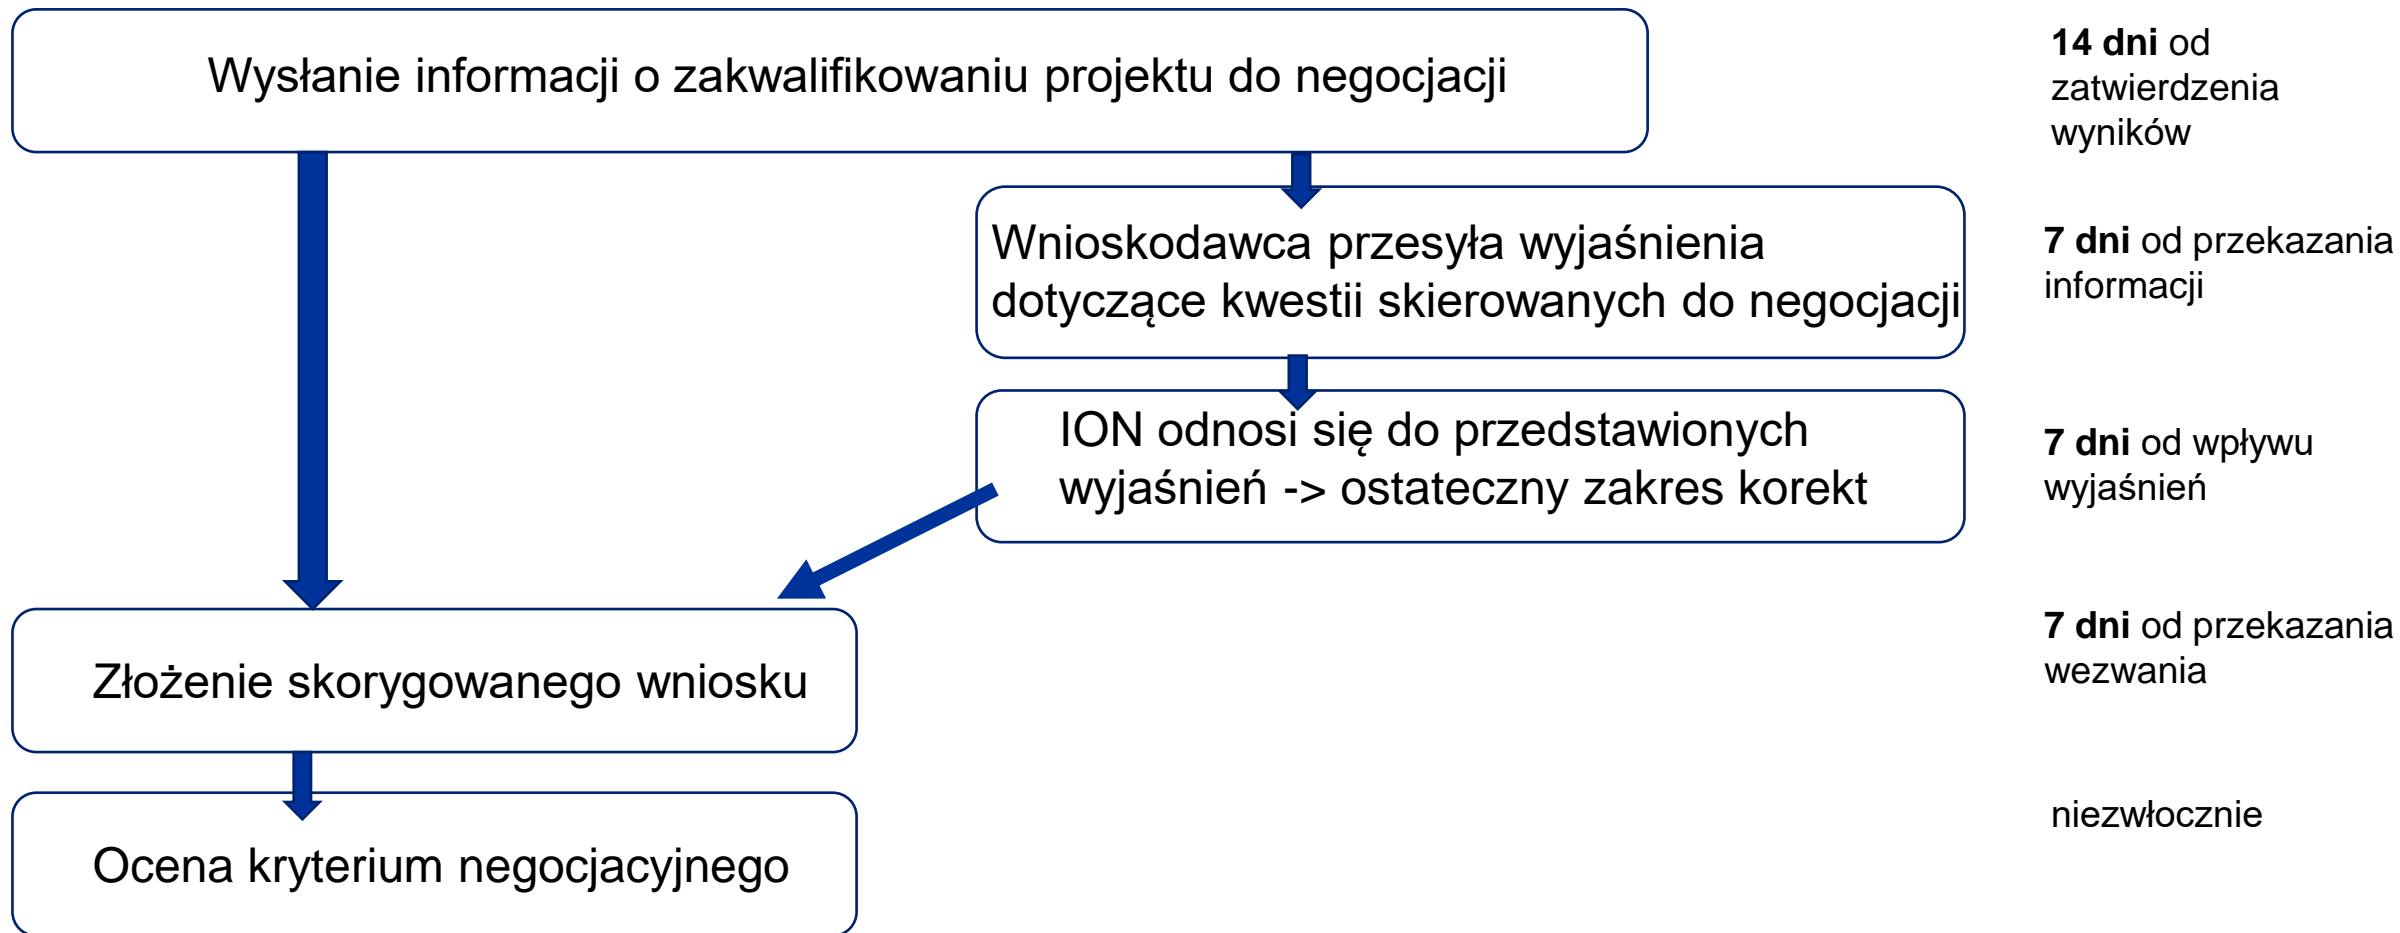 Wysłanie informacji o zakwalifikowaniu projektu do negocjacji
14 dni od
zatwierdzenia
wyników
Wnioskodawca przesyła wyjaśnienia
dotyczące kwestii skierowanych do negocjacji
7 dni od przekazania
informacji
ION odnosi się do przedstawionych
wyjaśnień -> ostateczny zakres korekt
7 dni od wpływu
wyjaśnień
Złożenie skorygowanego wniosku
7 dni od przekazania
wezwania
Ocena kryterium negocjacyjnego
niezwłocznie